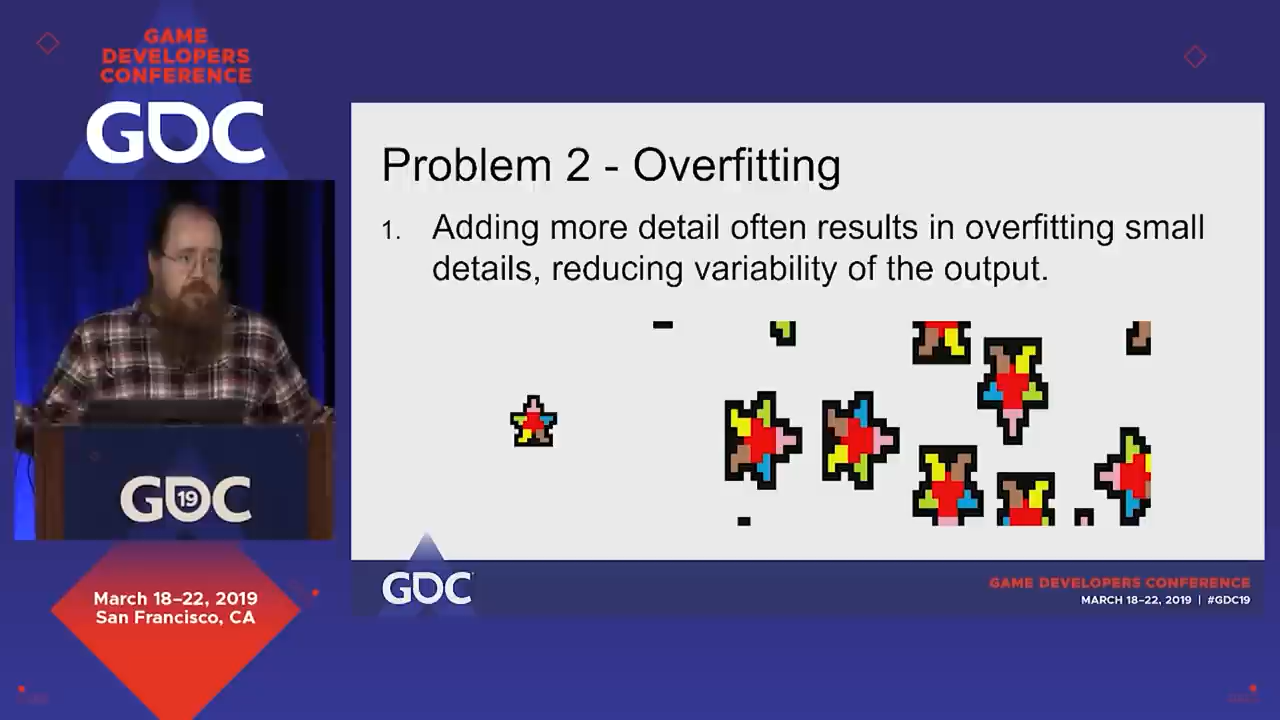 GAME
DEVELOPERS
CONFERENCE
GDC
Problem 2 - Overfitting
1. Adding more detail often results in overfitting small
details, reducing variability of the output.
GDC
19
March 18–22, 2019
San Francisco, CA
GDC
GAME DEVELOPERS CONFERENCE
MARCH 18–22, 2019 | #GDC19